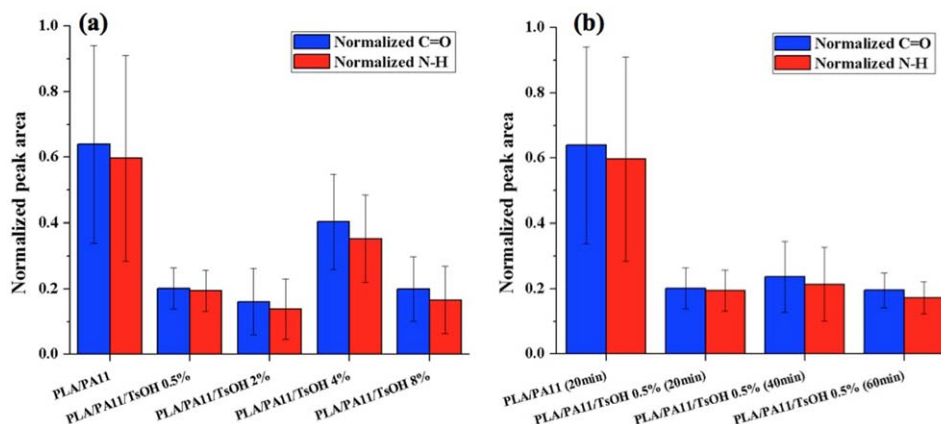 (a)
Normalized C=O
Normalized N-H
Normalized peak area
1.0
0.8
0.6
0.4
0.2
0.0
PLA/PA11
PLA/PA11/TsOH 0.5%
PLA/PA11/TsOH 2%
PLA/PA11/TsOH 4%
PLA/PA11/TsOH 8%
(b)
Normalized C=O
Normalized N-H
Normalized peak area
1.0
0.8
0.6
0.4
0.2
0.0
PLA/PA11 (20min)
PLA/PA11/TsOH 0.5% (20min)
PLA/PA11/TsOH 0.5% (40min)
PLA/PA11/TsOH 0.5% (60min)